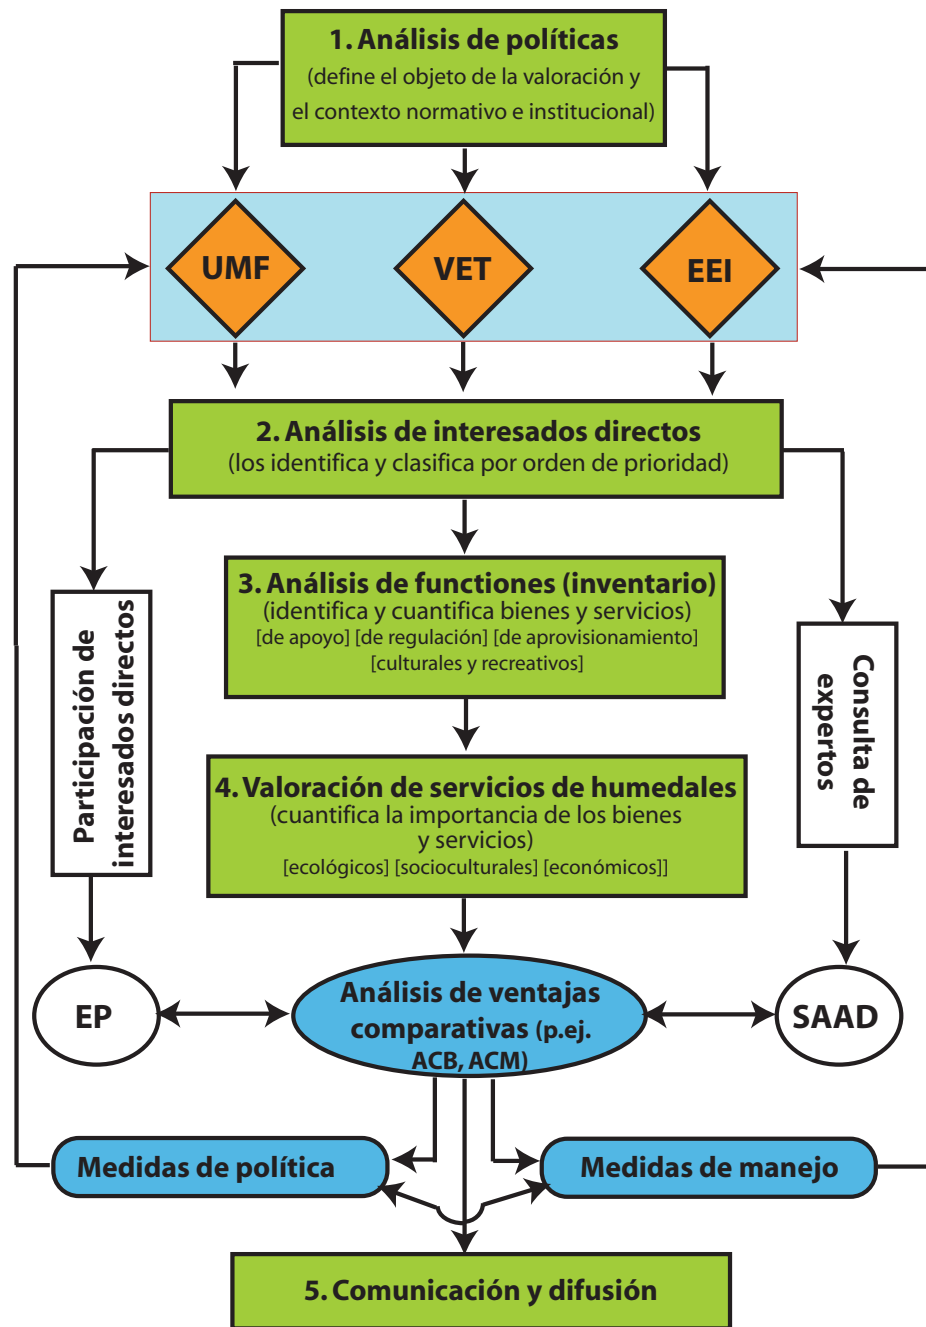 1. Análisis de políticas
(define el objeto de la valoración y
el contexto normativo e institucional)
UMF
VET
EEI
2. Análisis de interesados directos
(los identifica y clasifica por orden de prioridad)
3. Análisis de functiones (inventario)
(identifica y cuantifica bienes y servicios)
[de apoyo] [de regulación] [de aprovisionamiento]
[culturales y recreativos]
Participación de
interesados directos
Consulta de
expertos
4. Valoración de servicios de humedales
(cuantifica la importancia de los bienes
y servicios)
[ecológicos] [socioculturales] [económicos]]
EP
Análisis de ventajas
comparativas (p.ej.
ACB, ACM)
SAAD
Medidas de política
Medidas de manejo
5. Comunicación y difusión